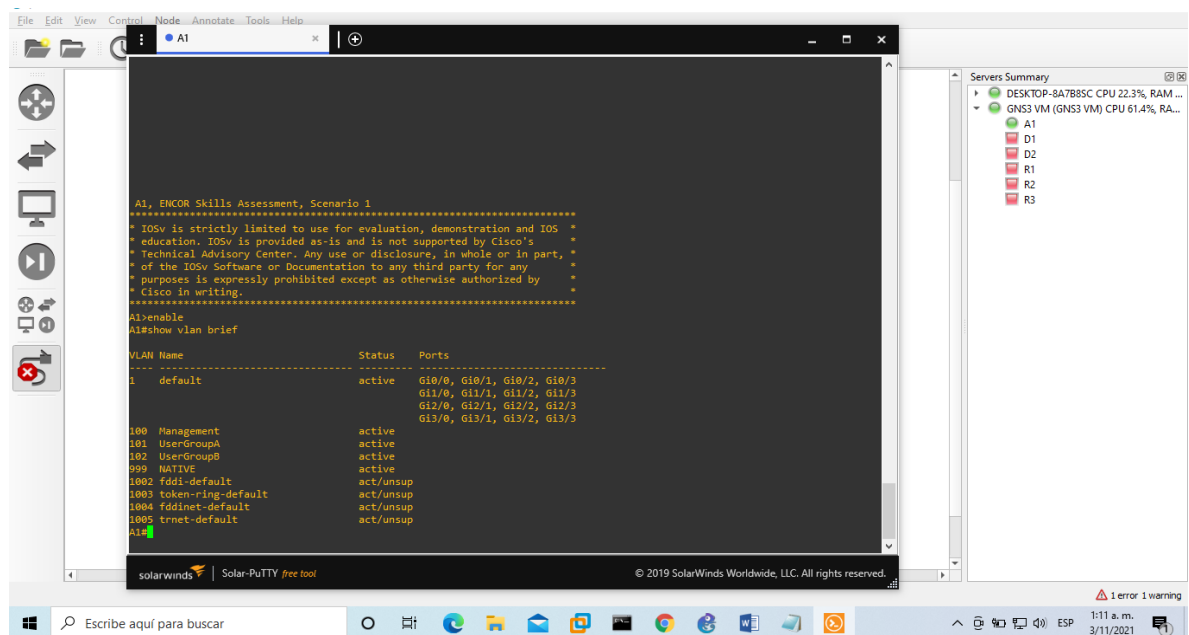 File Edit View Control Node Annotate Tools Help
A1
A1, ENCOR Skills Assessment, Scenario 1
**************************************************************************
* IOSv is strictly limited to use for evaluation, demonstration and IOS  *
* education. IOSv is provided as-is and is not supported by Cisco's      *
* Technical Advisory Center. Any use or disclosure, in whole or in part, *
* of the IOSv Software or Documentation to any third party for any       *
* purposes is expressly prohibited except as otherwise authorized by     *
* Cisco in writing.                                                      *
**************************************************************************
A1>enable
A1#show vlan brief
VLAN Name                             Status    Ports
---- -------------------------------- --------- -------------------------------
1    default                          active    Gi0/0, Gi0/1, Gi0/2, Gi0/3
                                                Gi1/0, Gi1/1, Gi1/2, Gi1/3
                                                Gi2/0, Gi2/1, Gi2/2, Gi2/3
                                                Gi3/0, Gi3/1, Gi3/2, Gi3/3
100  Management                       active
101  UserGroupA                       active
102  UserGroupB                       active
999  NATIVE                           active
1002 fddi-default                     act/unsup
1003 token-ring-default               act/unsup
1004 fddinet-default                  act/unsup
1005 trnet-default                    act/unsup
A1#
solarwinds | Solar-PuTTY free tool © 2019 SolarWinds Worldwide, LLC. All rights reserved.
Servers Summary
DESKTOP-8A7B8SC CPU 22.3%, RAM ...
GNS3 VM (GNS3 VM) CPU 61.4%, RA...
A1
D1
D2
R1
R2
R3
1 error 1 warning
Escribe aquí para buscar
ESP
1:11 a. m.
3/11/2021